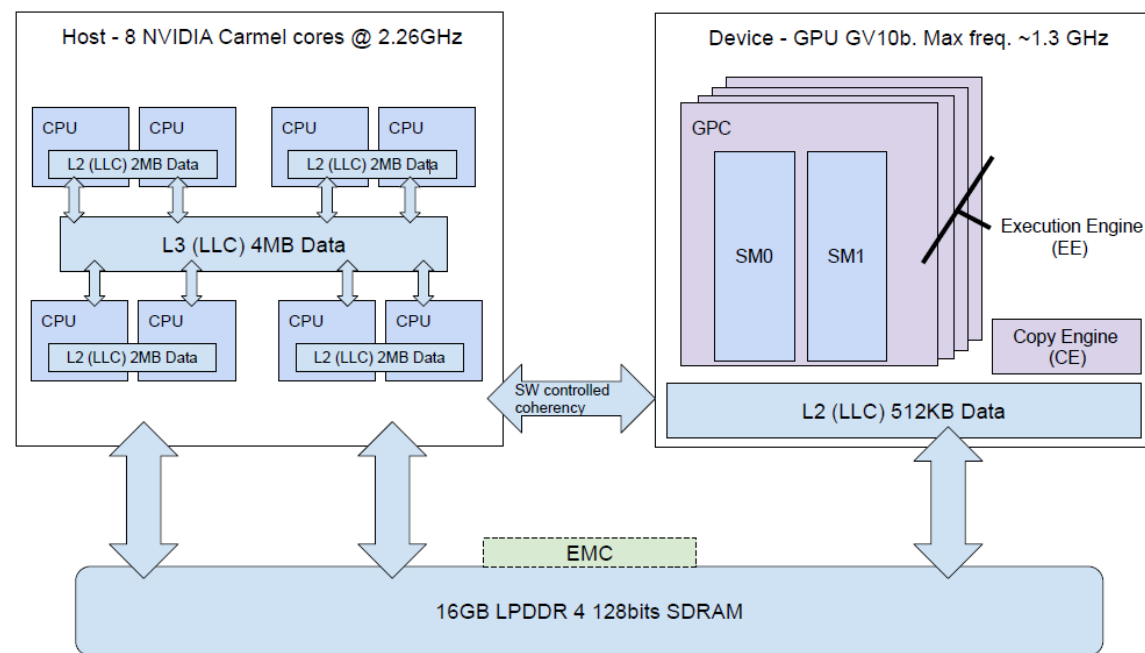 Host - 8 NVIDIA Carmel cores @ 2.26GHz
CPU
CPU
L2 (LLC) 2MB Data
CPU
CPU
L2 (LLC) 2MB Data
L3 (LLC) 4MB Data
CPU
CPU
L2 (LLC) 2MB Data
CPU
CPU
L2 (LLC) 2MB Data
SW controlled
coherency
Device - GPU GV10b. Max freq. ~1.3 GHz
GPC
SM0
SM1
Execution Engine
(EE)
Copy Engine
(CE)
L2 (LLC) 512KB Data
EMC
16GB LPDDR 4 128bits SDRAM